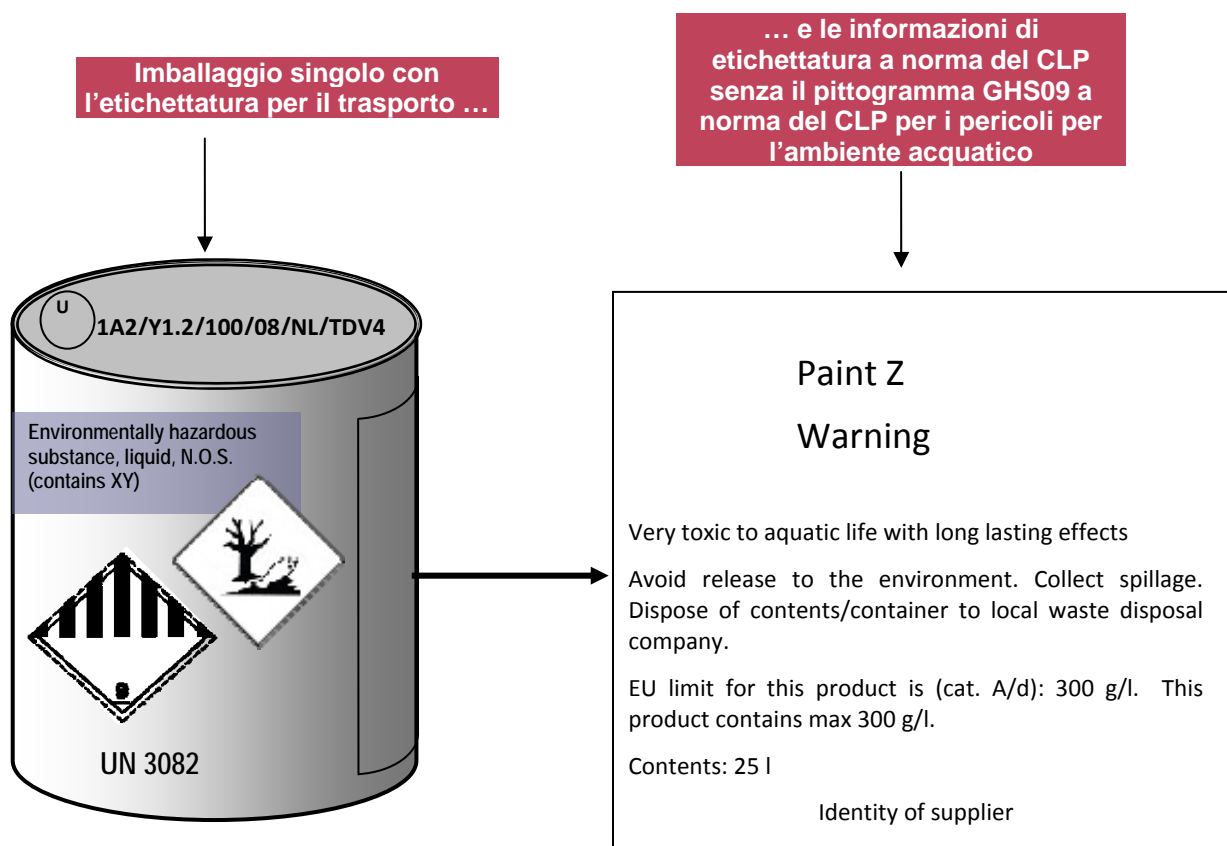 Imballaggio singolo con
l'etichettatura per il trasporto …
… e le informazioni di
etichettatura a norma del CLP
senza il pittogramma GHS09 a
norma del CLP per i pericoli per
l'ambiente acquatico
U
1A2/Y1.2/100/08/NL/TDV4
Environmentally hazardous
substance, liquid, N.O.S.
(contains XY)
9
UN 3082
Paint Z
Warning
Very toxic to aquatic life with long lasting effects
Avoid release to the environment. Collect spillage.
Dispose of contents/container to local waste disposal
company.
EU limit for this product is (cat. A/d): 300 g/l. This
product contains max 300 g/l.
Contents: 25 l
Identity of supplier